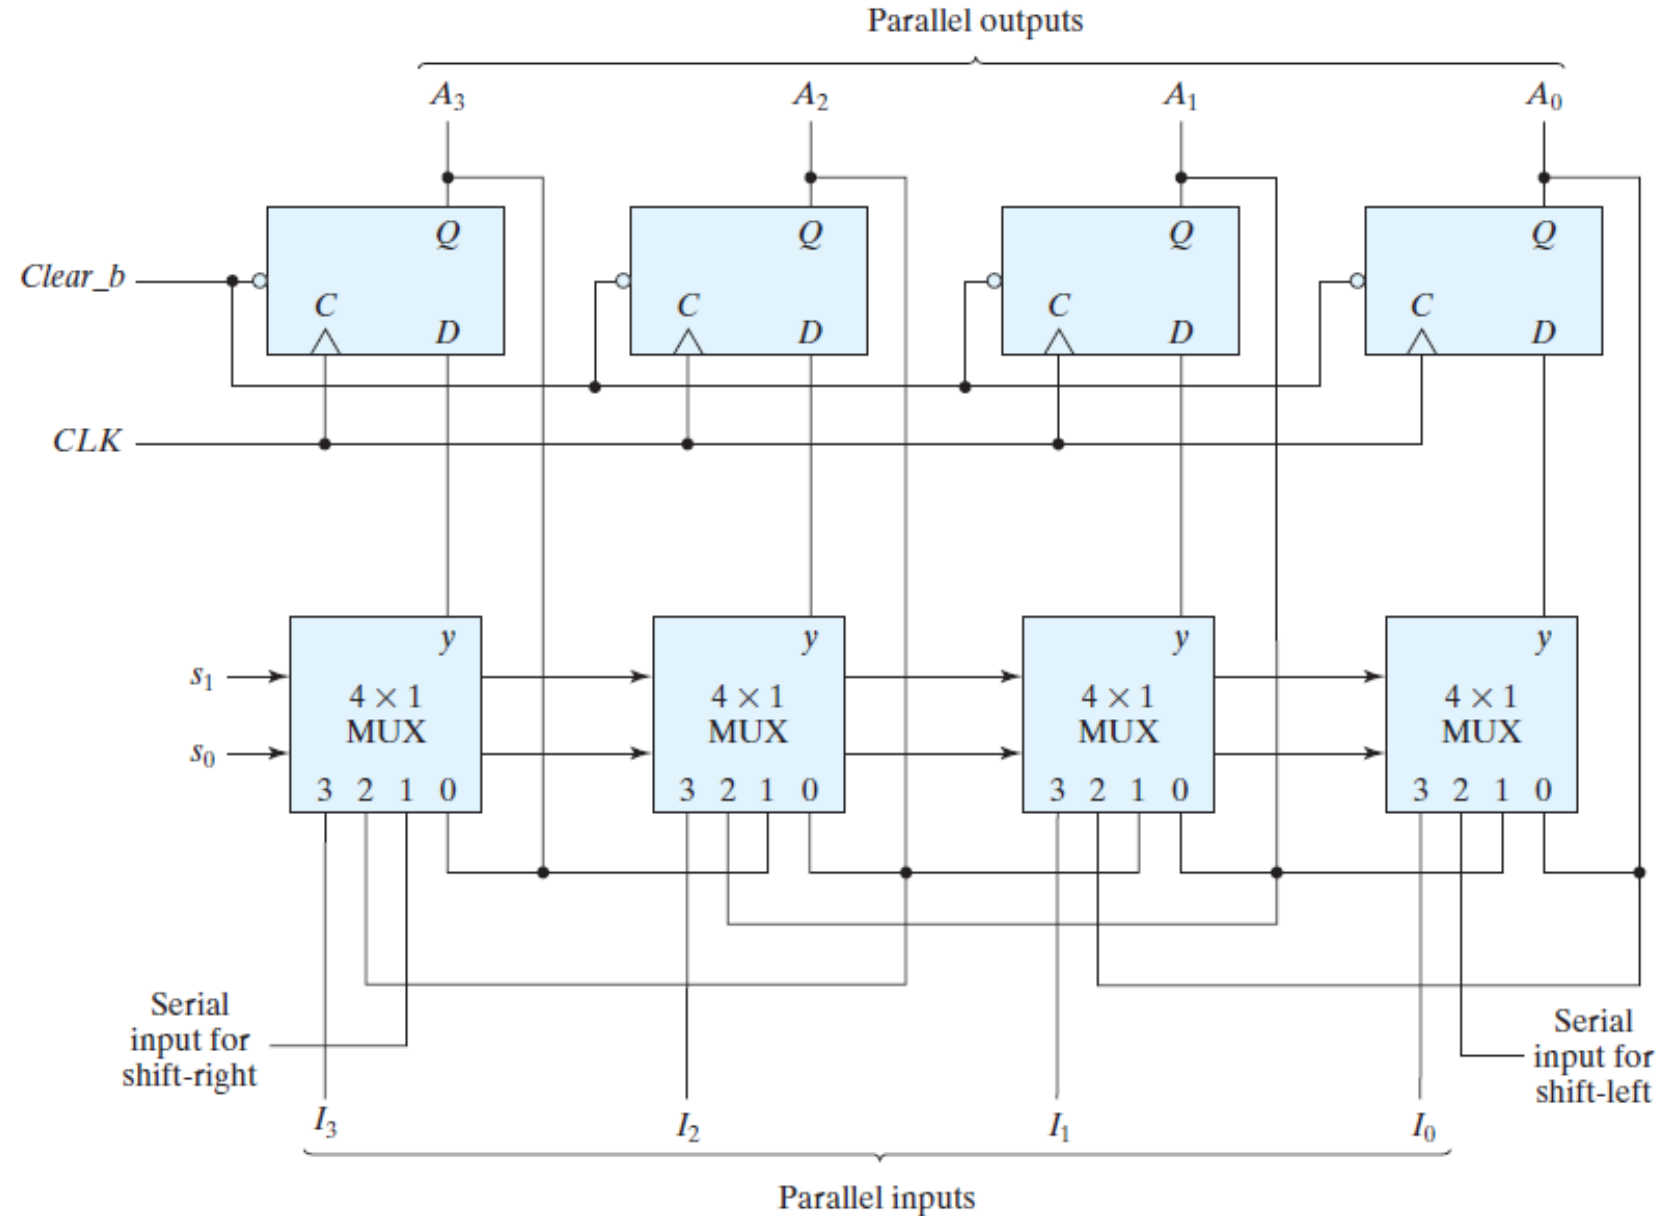 Parallel outputs
A3 A2 A1 A0
Q Q Q Q
Clear_b
C C C C
D D D D
CLK
y y y y
s1
4 × 1 4 × 1 4 × 1 4 × 1
MUX MUX MUX MUX
s0
3 2 1 0 3 2 1 0 3 2 1 0 3 2 1 0
Serial
input for
shift-right
Serial
input for
shift-left
I3 I2 I1 I0
Parallel inputs